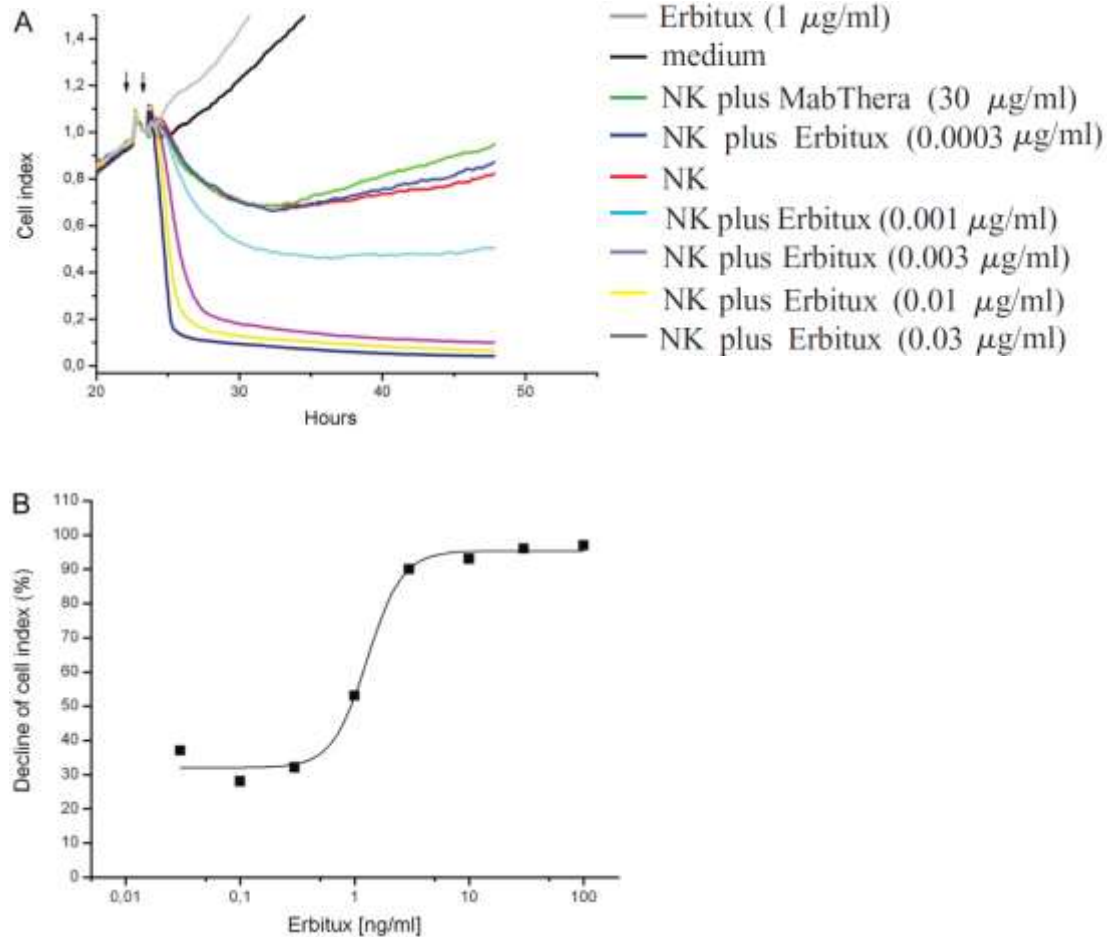 A
1,4
1,2
1,0
0,8
0,6
0,4
0,2
0,0
Cell index
20
30
40
50
Hours
Erbitux (1 μg/ml)
medium
NK plus MabThera (30 μg/ml)
NK plus Erbitux (0.0003 μg/ml)
NK
NK plus Erbitux (0.001 μg/ml)
NK plus Erbitux (0.003 μg/ml)
NK plus Erbitux (0.01 μg/ml)
NK plus Erbitux (0.03 μg/ml)
B
110
100
90
80
70
60
50
40
30
20
10
0
Decline of cell index (%)
0,01
0,1
1
10
100
Erbitux [ng/ml]